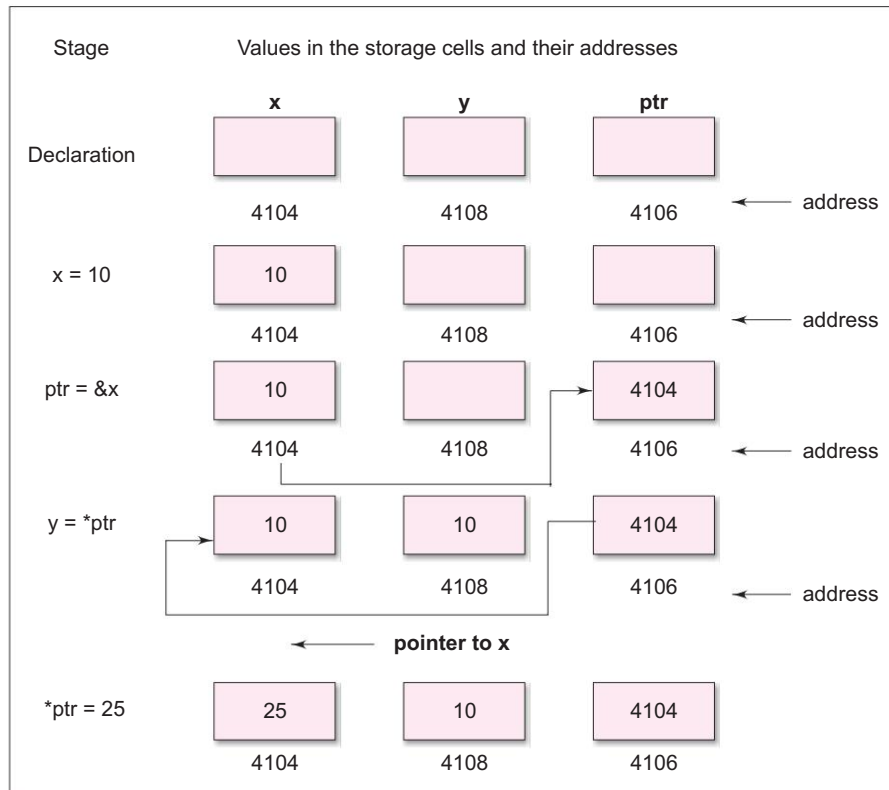 Stage Values in the storage cells and their addresses
x y ptr
Declaration
4104 4108 4106 address
x = 10 10
4104 4108 4106 address
ptr = &x 10 4104
4104 4108 4106 address
y = *ptr 10 10 4104
4104 4108 4106 address
pointer to x
*ptr = 25 25 10 4104
4104 4108 4106